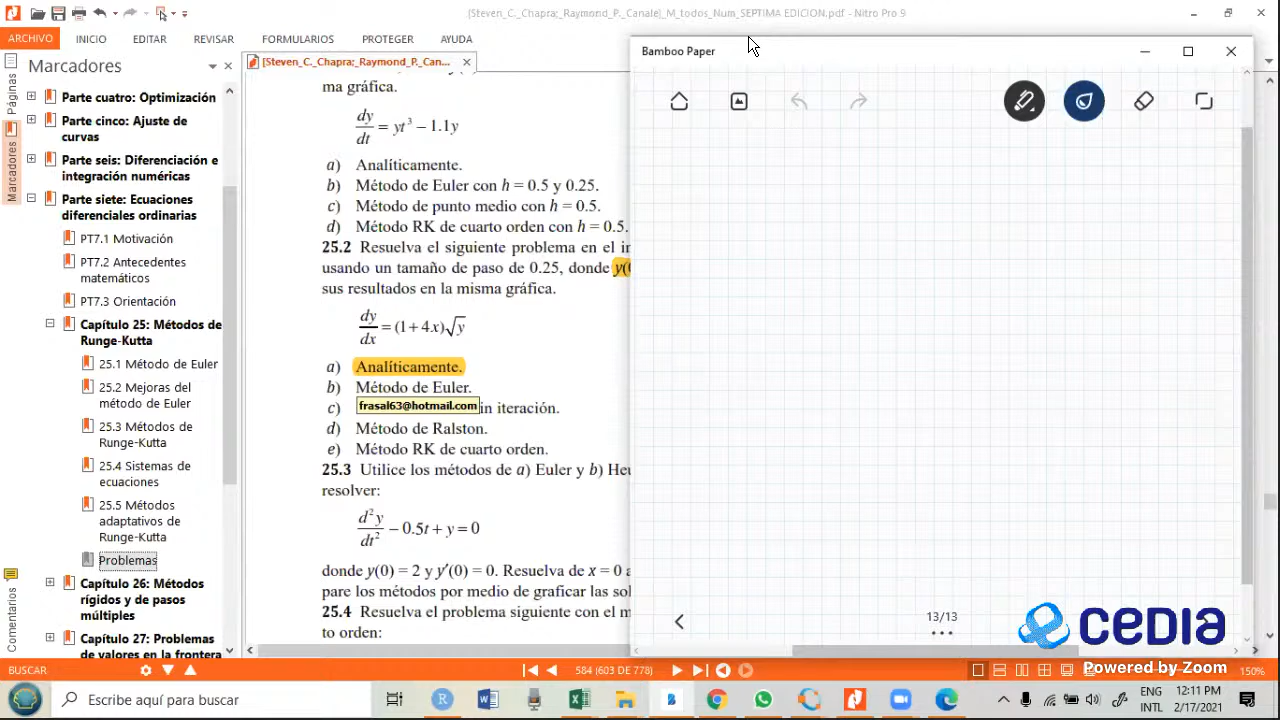 [Steven_C._Chapra;_Raymond_P._Canale]_M_todos_Num_SEPTIMA EDICION.pdf - Nitro Pro 9
ARCHIVO INICIO EDITAR REVISAR FORMULARIOS PROTEGER AYUDA
Páginas
Marcadores
Comentarios
Marcadores
Parte cuatro: Optimización
Parte cinco: Ajuste de
curvas
Parte seis: Diferenciación e
integración numéricas
Parte siete: Ecuaciones
diferenciales ordinarias
PT7.1 Motivación
PT7.2 Antecedentes
matemáticos
PT7.3 Orientación
Capítulo 25: Métodos de
Runge-Kutta
25.1 Método de Euler
25.2 Mejoras del
método de Euler
25.3 Métodos de
Runge-Kutta
25.4 Sistemas de
ecuaciones
25.5 Métodos
adaptativos de
Runge-Kutta
Problemas
Capítulo 26: Métodos
rígidos y de pasos
múltiples
Capítulo 27: Problemas
de valores en la frontera
[Steven_C._Chapra;_Raymond_P._Can...
ma gráfica.
dy/dt = yt³ − 1.1y
a) Analíticamente.
b) Método de Euler con h = 0.5 y 0.25.
c) Método de punto medio con h = 0.5.
d) Método RK de cuarto orden con h = 0.5.
25.2 Resuelva el siguiente problema en el in
usando un tamaño de paso de 0.25, donde y(0
sus resultados en la misma gráfica.
dy/dx = (1 + 4x)√y
a) Analíticamente.
b) Método de Euler.
c) frasal63@hotmail.com in iteración.
d) Método de Ralston.
e) Método RK de cuarto orden.
25.3 Utilice los métodos de a) Euler y b) Heu
resolver:
d²y/dt² − 0.5t + y = 0
donde y(0) = 2 y y′(0) = 0. Resuelva de x = 0 a
pare los métodos por medio de graficar las sol
25.4 Resuelva el problema siguiente con el m
to orden:
Bamboo Paper
13/13
cedia
Powered by Zoom
BUSCAR
584 (603 DE 778)
150%
Escribe aquí para buscar
ENG
INTL
12:11 PM
2/17/2021